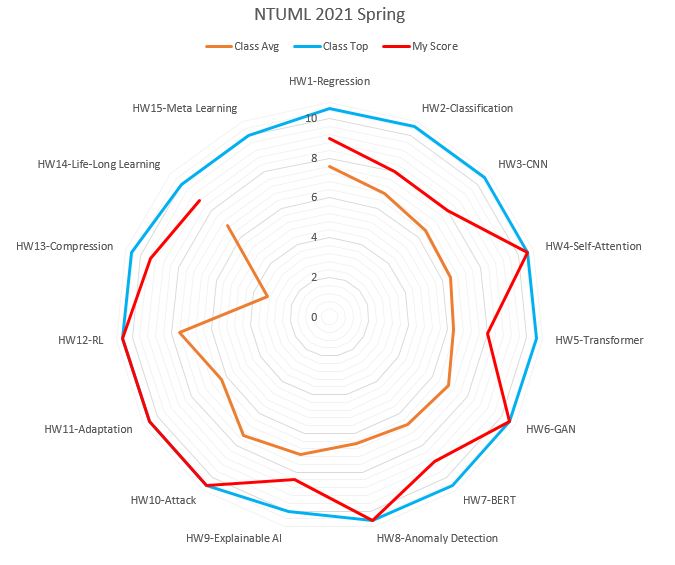 NTUML 2021 Spring
Class Avg
Class Top
My Score
HW1-Regression
HW15-Meta Learning
HW2-Classification
10
HW14-Life-Long Learning
HW3-CNN
8
6
HW13-Compression
HW4-Self-Attention
4
2
0
HW12-RL
HW5-Transformer
HW11-Adaptation
HW6-GAN
HW10-Attack
HW7-BERT
HW9-Explainable AI
HW8-Anomaly Detection